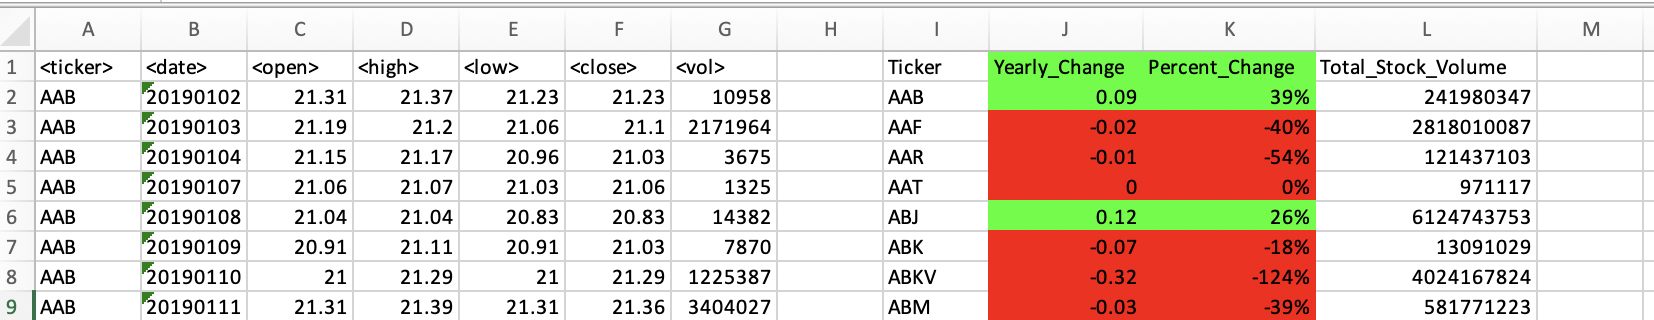 A B C D E F G H I J K L M
1 <ticker> <date> <open> <high> <low> <close> <vol> Ticker Yearly_Change Percent_Change Total_Stock_Volume
2 AAB 20190102 21.31 21.37 21.23 21.23 10958 AAB 0.09 39% 241980347
3 AAB 20190103 21.19 21.2 21.06 21.1 2171964 AAF -0.02 -40% 2818010087
4 AAB 20190104 21.15 21.17 20.96 21.03 3675 AAR -0.01 -54% 121437103
5 AAB 20190107 21.06 21.07 21.03 21.06 1325 AAT 0 0% 971117
6 AAB 20190108 21.04 21.04 20.83 20.83 14382 ABJ 0.12 26% 6124743753
7 AAB 20190109 20.91 21.11 20.91 21.03 7870 ABK -0.07 -18% 13091029
8 AAB 20190110 21 21.29 21 21.29 1225387 ABKV -0.32 -124% 4024167824
9 AAB 20190111 21.31 21.39 21.31 21.36 3404027 ABM -0.03 -39% 581771223